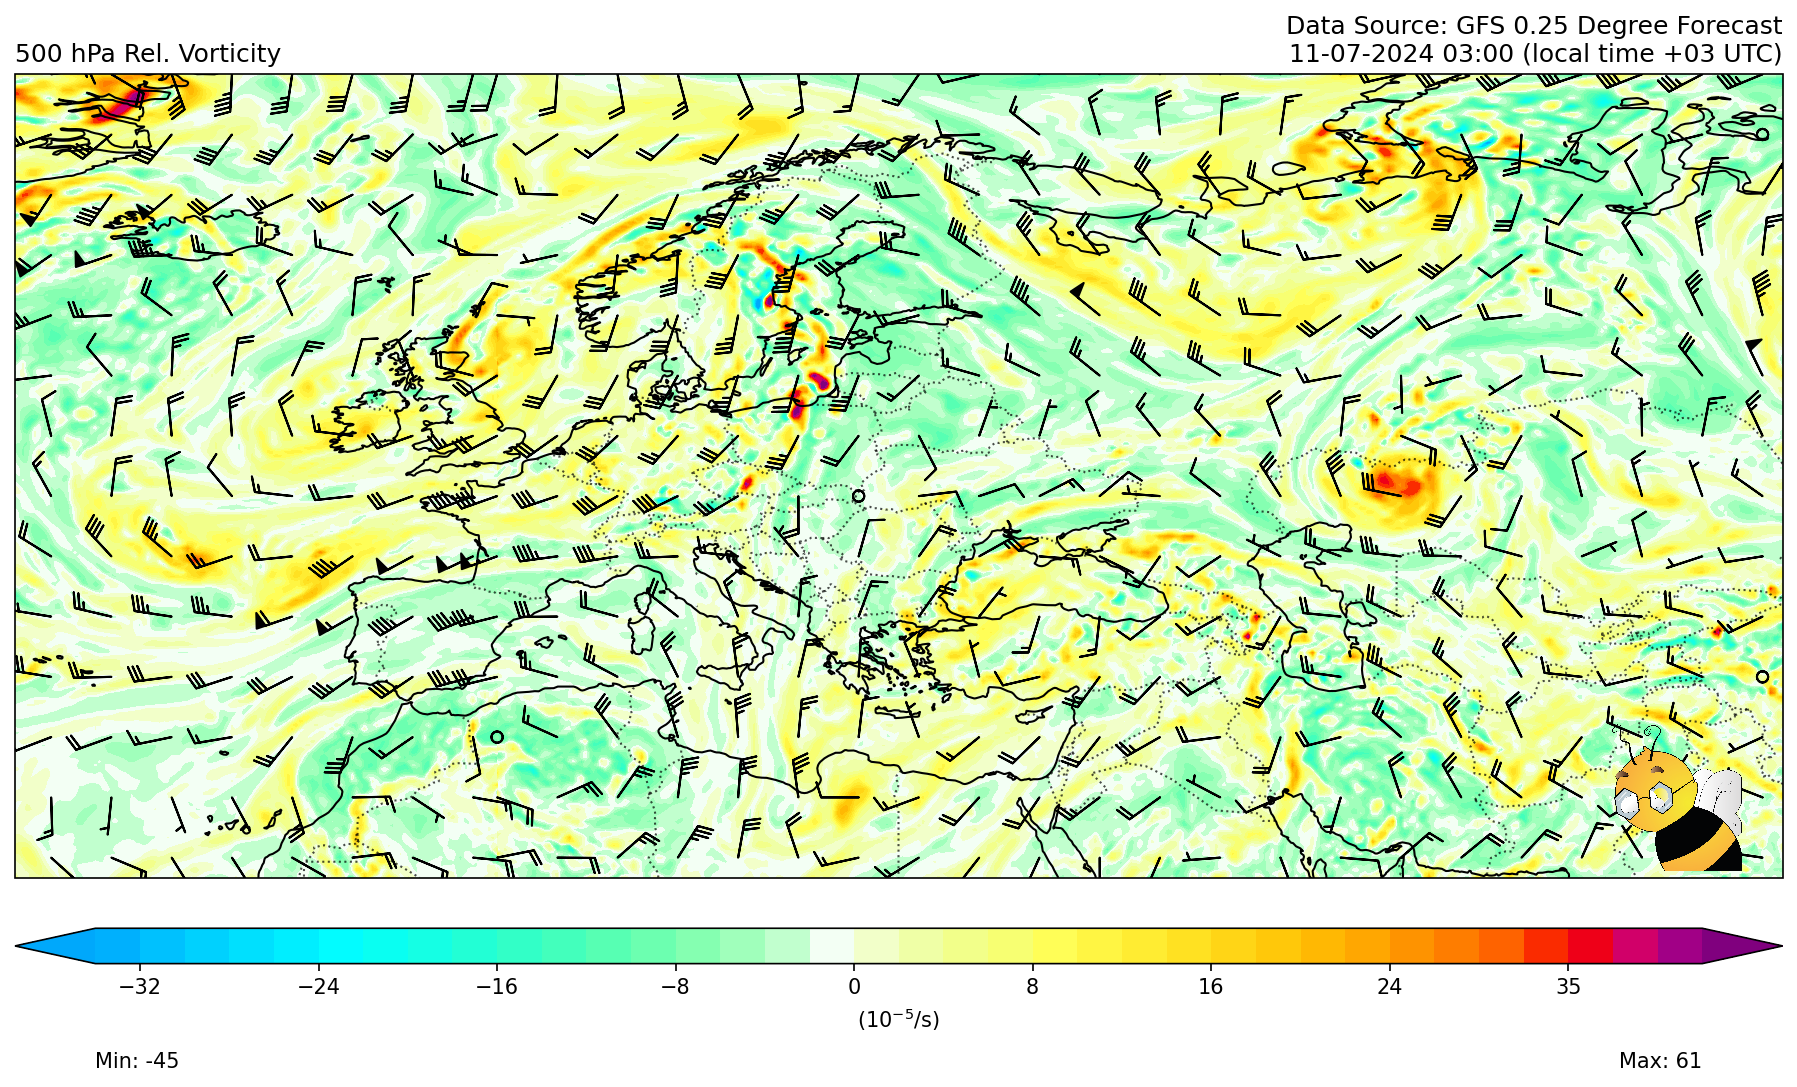 Data Source: GFS 0.25 Degree Forecast
500 hPa Rel. Vorticity
11-07-2024 03:00 (local time +03 UTC)
−32 −24 −16 −8 0 8 16 24 35
(10⁻⁵/s)
Min: -45
Max: 61